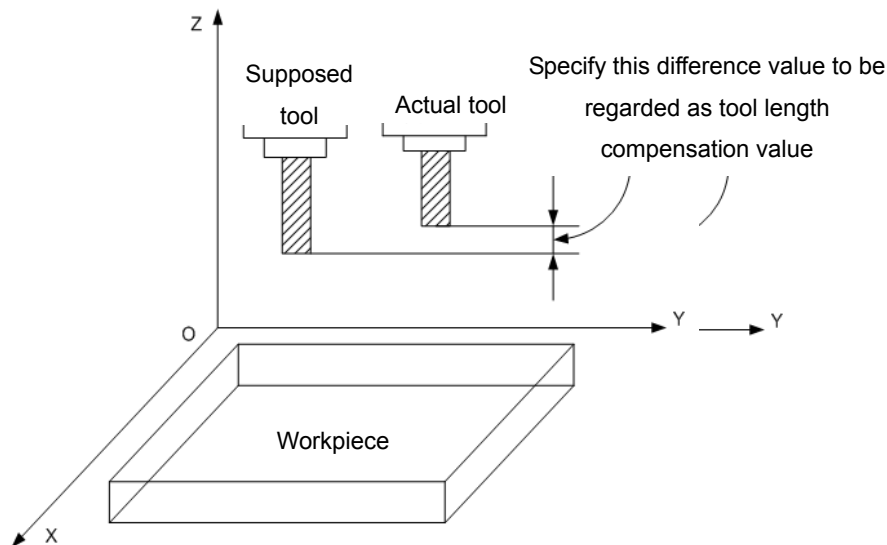 Z
Supposed
tool
Actual tool
Specify this difference value to be
regarded as tool length
compensation value
O
Y
Y
Workpiece
X